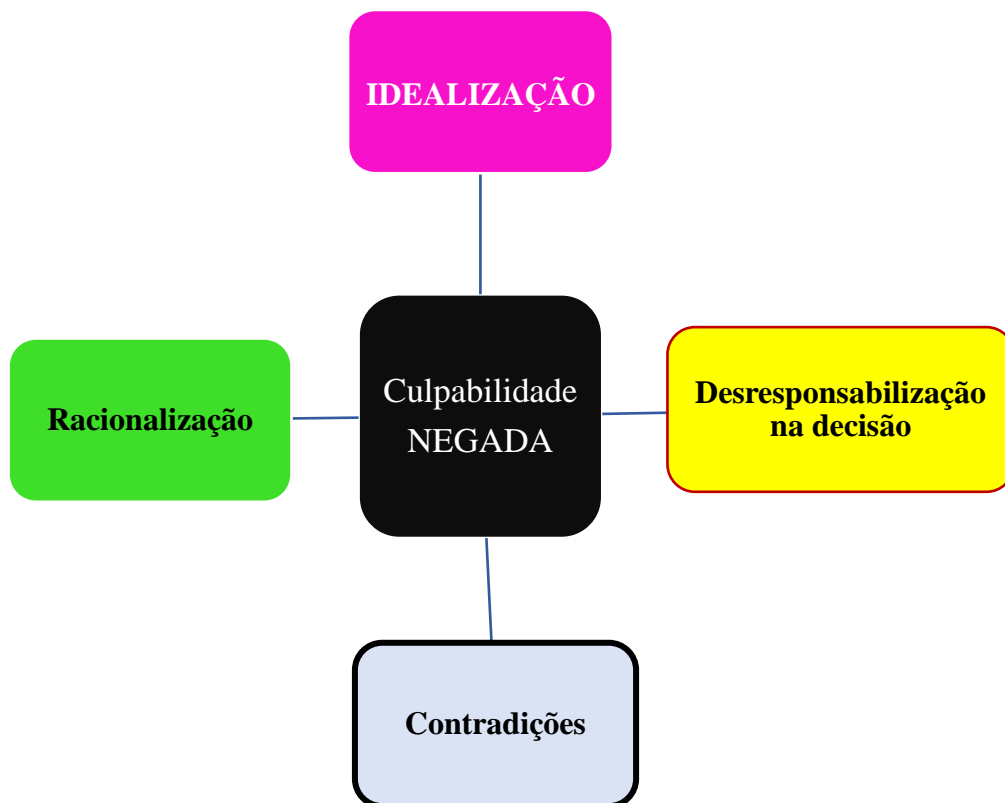 IDEALIZAÇÃO
Culpabilidade
NEGADA
Racionalização
Desresponsabilização
na decisão
Contradições